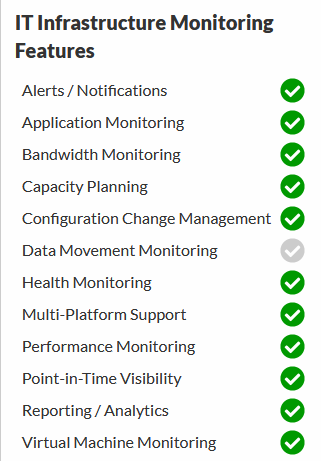 IT Infrastructure Monitoring
Features
Alerts / Notifications
Application Monitoring
Bandwidth Monitoring
Capacity Planning
Configuration Change Management
Data Movement Monitoring
Health Monitoring
Multi-Platform Support
Performance Monitoring
Point-in-Time Visibility
Reporting / Analytics
Virtual Machine Monitoring